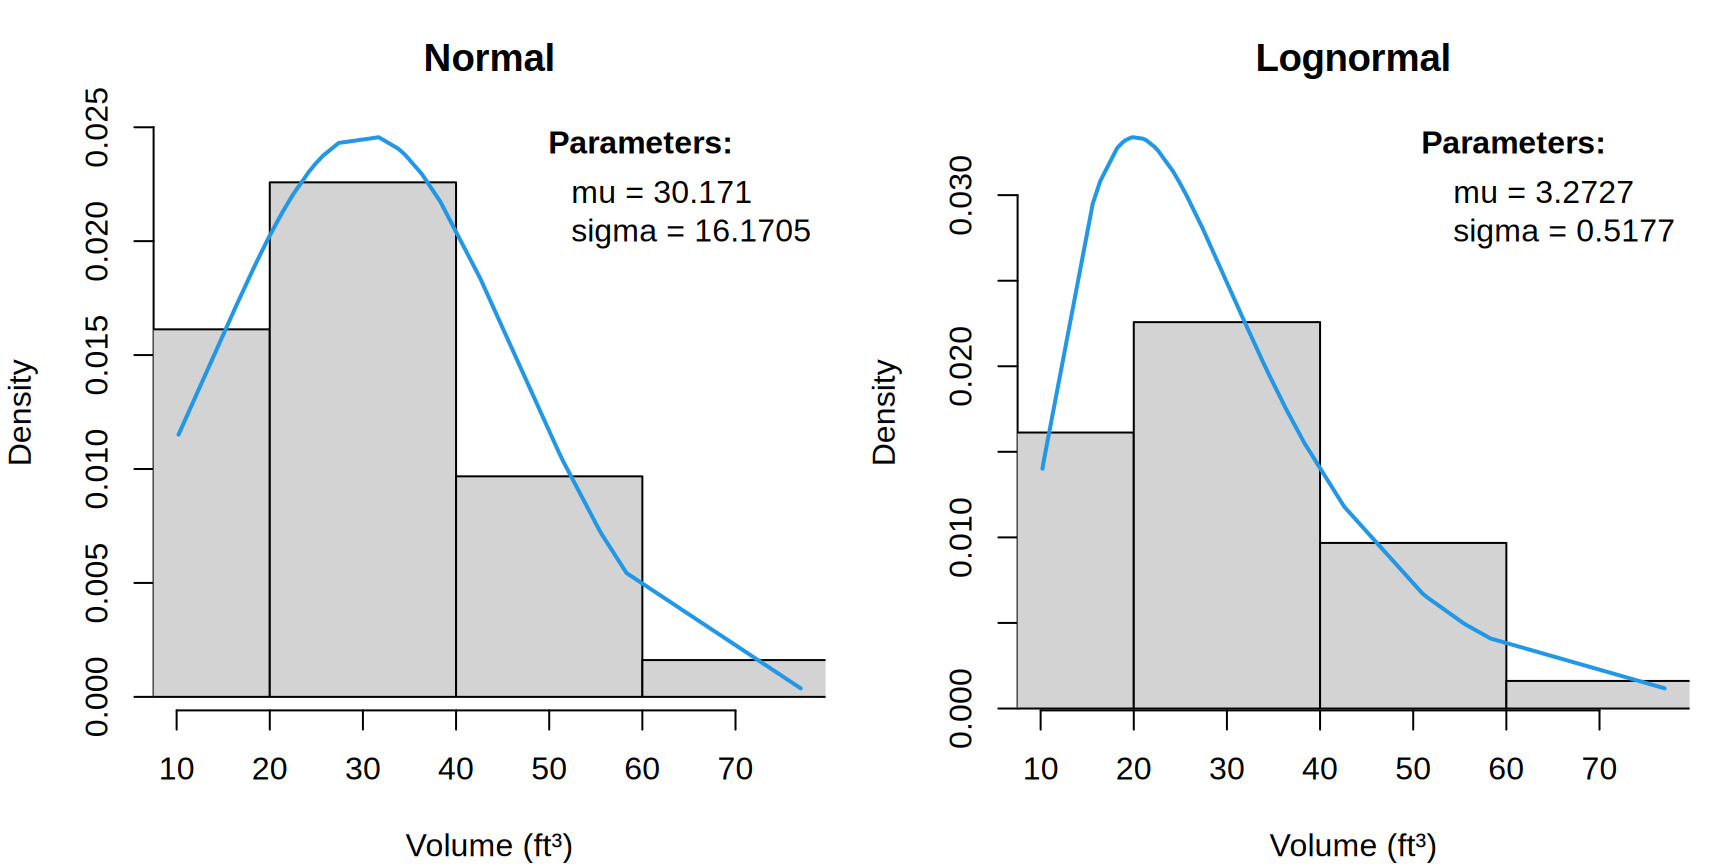 Normal
Parameters:
mu = 30.171
sigma = 16.1705
Density
0.000 0.005 0.010 0.015 0.020 0.025
10 20 30 40 50 60 70
Volume (ft³)
Lognormal
Parameters:
mu = 3.2727
sigma = 0.5177
Density
0.000 0.010 0.020 0.030
10 20 30 40 50 60 70
Volume (ft³)